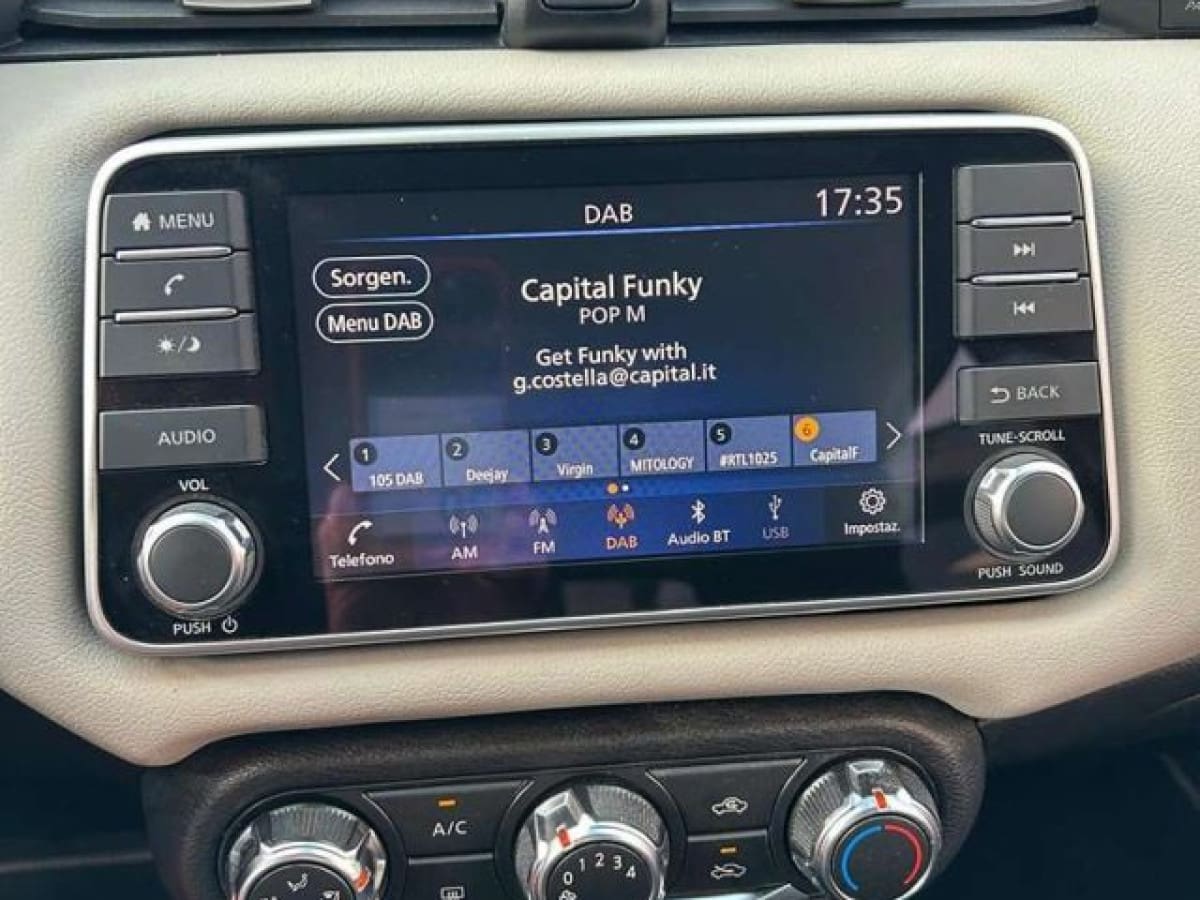 MENU
AUDIO
VOL
PUSH
DAB
17:35
Sorgen.
Menu DAB
Capital Funky
POP M
Get Funky with
g.costella@capital.it
1
105 DAB
2
Deejay
3
Virgin
4
MITOLOGY
5
#RTL1025
6
CapitalF
Telefono
AM
FM
DAB
Audio BT
USB
Impostaz.
BACK
TUNE-SCROLL
PUSH SOUND
A/C
0 1 2 3 4